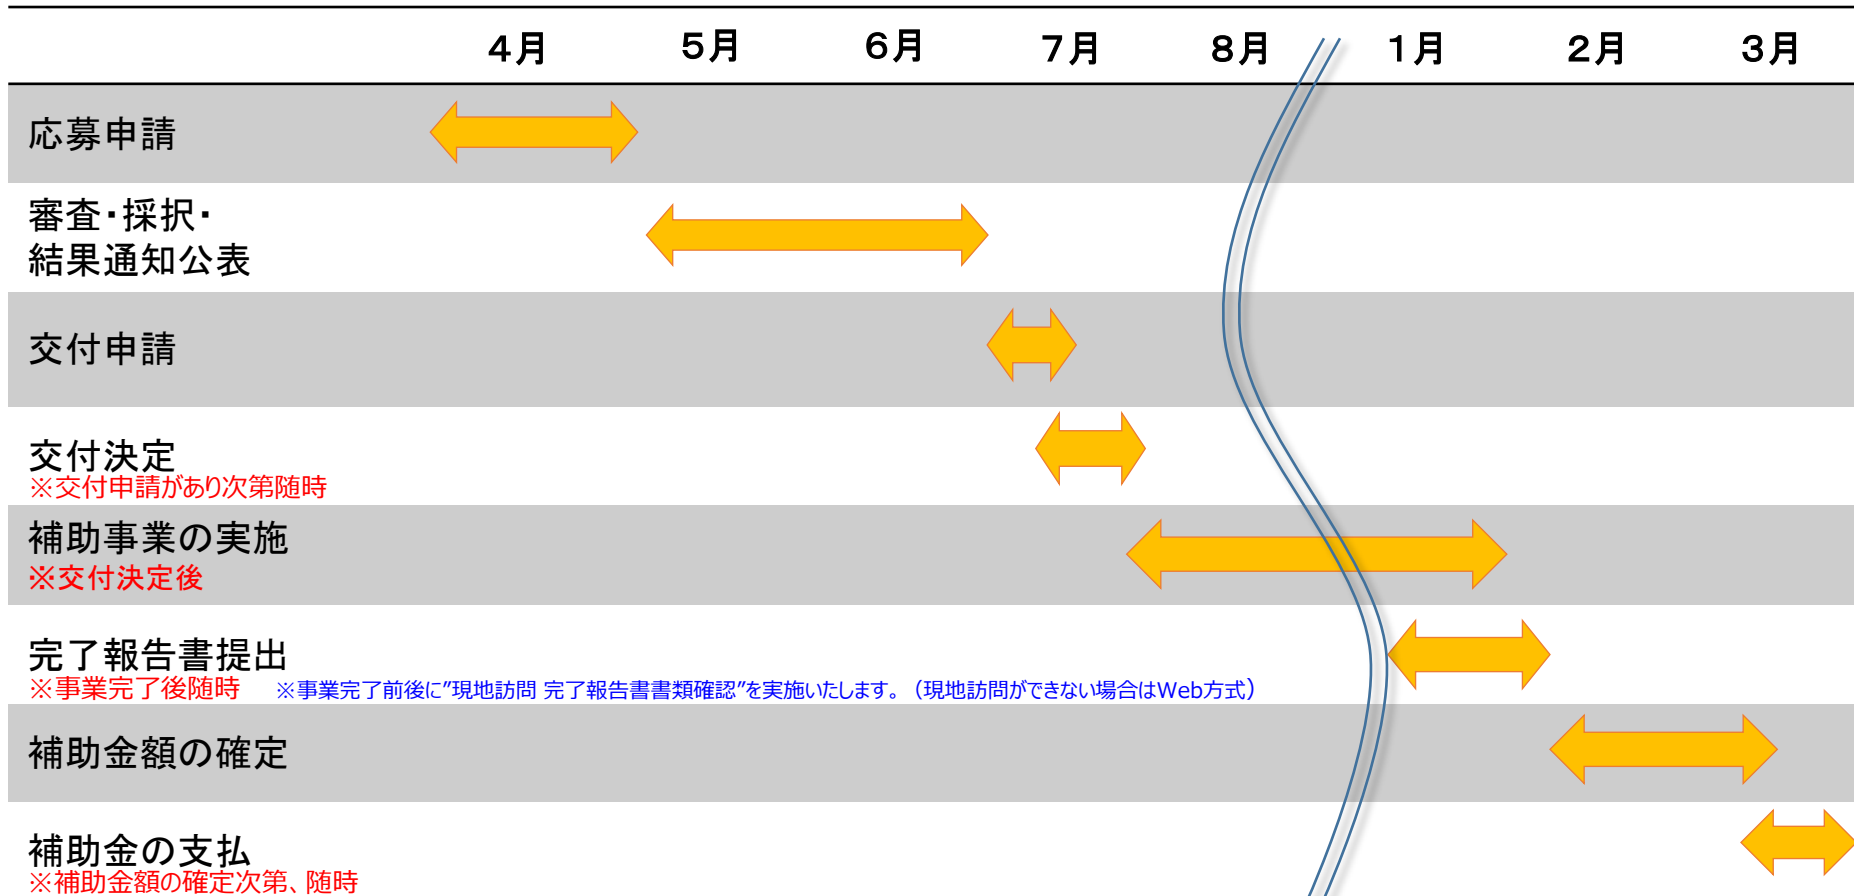 4月 5月 6月 7月 8月 1月 2月 3月
応募申請
審査・採択・
結果通知公表
交付申請
交付決定
※交付申請があり次第随時
補助事業の実施
※交付決定後
完了報告書提出
※事業完了後随時 ※事業完了前後に”現地訪問 完了報告書書類確認”を実施いたします。（現地訪問ができない場合はWeb方式）
補助金額の確定
補助金の支払
※補助金額の確定次第、随時